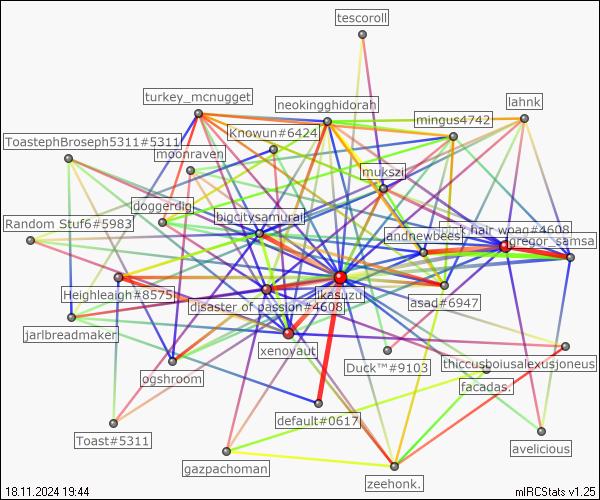 tescoroll
turkey_mcnugget
neokingghidorah
lahnk
mingus4742
Knowun#6424
ToastephBroseph5311#5311
moonraven
mukszi
doggerdig
bigcitysamurai
Random Stuf6#5983
chuck hair woag#4608
andnewbees
gregor_samsa
Heighleaigh#8575
ikasuzu
asad#6947
disaster of passion#4608
jarlbreadmaker
xenoyaut
ogshroom
Duck™#9103
thiccusboiusalexusjoneus
facadas.
default#0617
Toast#5311
avelicious
gazpachoman
zeehonk.
18.11.2024 19:44
mIRCStats v1.25